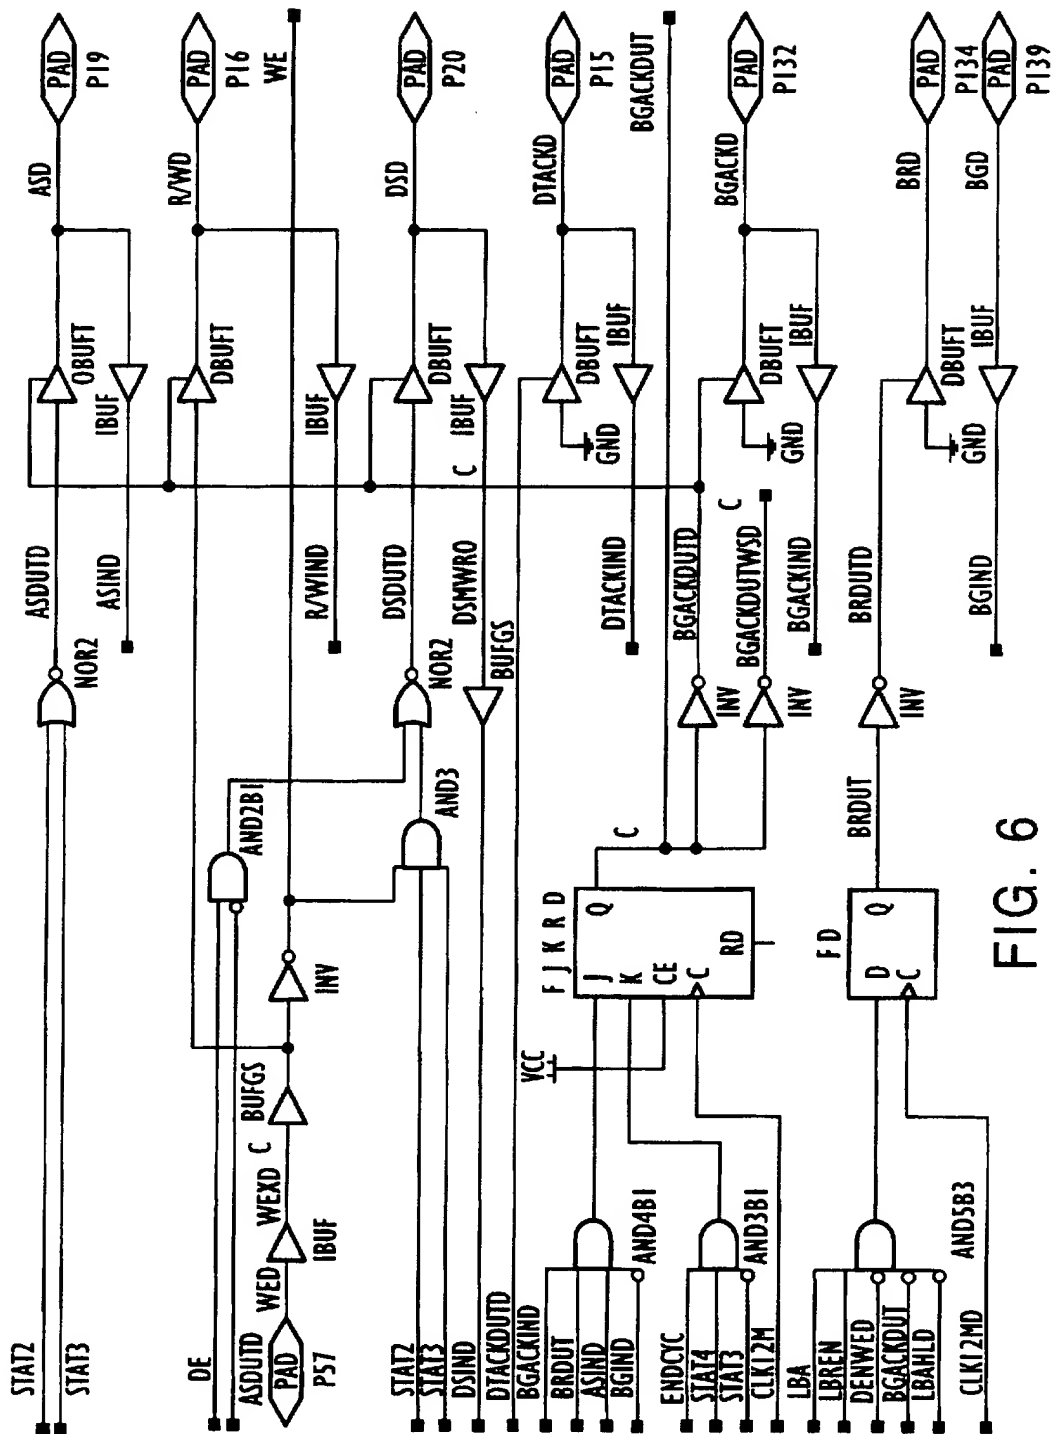 PAD
P19
PAD
P16
WE
PAD
P20
PAD
P15
BGACKDUT
PAD
P132
PAD
P134
PAD
P139
ASD
R/WD
DSD
DTACKD
BGACKD
BRD
BGD
OBUFT
IBUF
DBUFT
IBUF
DBUFT
IBUF
C
DBUFT
IBUF
GND
DBUFT
IBUF
GND
DBUFT
IBUF
GND
ASDUTD
ASIND
R/WIND
DSDUTD
DSMWRO
DTACKIND
BGACKDUTD
BGACKDUTWSD
C
BGACKIND
BRDUTD
BGIND
NOR2
NOR2
BUFGS
INV
INV
INV
AND2B1
AND3
C
BRDUT
INV
F J K R D
J
K
CE
C
Q
RD
F D
D
C
Q
VCC
BUFGS
C
WEXD
IBUF
WED
AND4B1
AND3B1
AND5B3
STAT2
STAT3
DE
ASDUTD
PAD
P57
STAT2
STAT3
DSIND
DTACKDUTD
BGACKIND
BRDUT
ASIND
BGIND
ENDCYC
STAT4
STAT3
CLK12M
LBA
LBREN
DENWED
BGACKDUT
LBAHLD
CLK12MD
FIG. 6